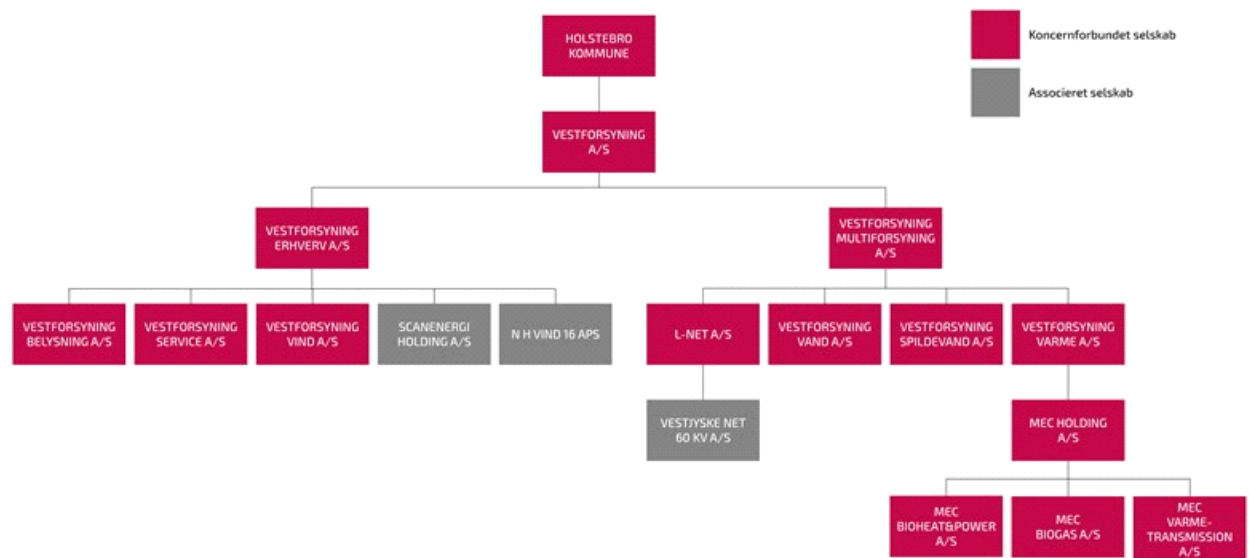 HOLSTEBRO
KOMMUNE
Koncernforbundet selskab
Associeret selskab
VESTFORSYNING
A/S
VESTFORSYNING
ERHVERV A/S
VESTFORSYNING
MULTIFORSYNING
A/S
VESTFORSYNING
BELYSNING A/S
VESTFORSYNING
SERVICE A/S
VESTFORSYNING
VIND A/S
SCANENERGI
HOLDING A/S
N H VIND 16 APS
L-NET A/S
VESTFORSYNING
VAND A/S
VESTFORSYNING
SPILDEVAND A/S
VESTFORSYNING
VARME A/S
VESTJYSKE NET
60 KV A/S
MEC HOLDING
A/S
MEC
BIOHEAT&POWER
A/S
MEC
BIOGAS A/S
MEC
VARME-
TRANSMISSION
A/S